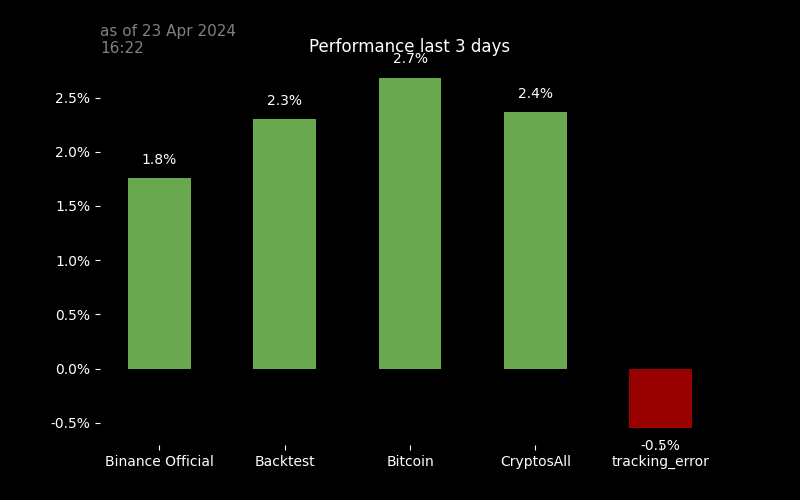 as of 23 Apr 2024
16:22
Performance last 3 days
2.7%
2.4%
2.3%
1.8%
-0.5%
2.5%
2.0%
1.5%
1.0%
0.5%
0.0%
-0.5%
Binance Official
Backtest
Bitcoin
CryptosAll
tracking_error